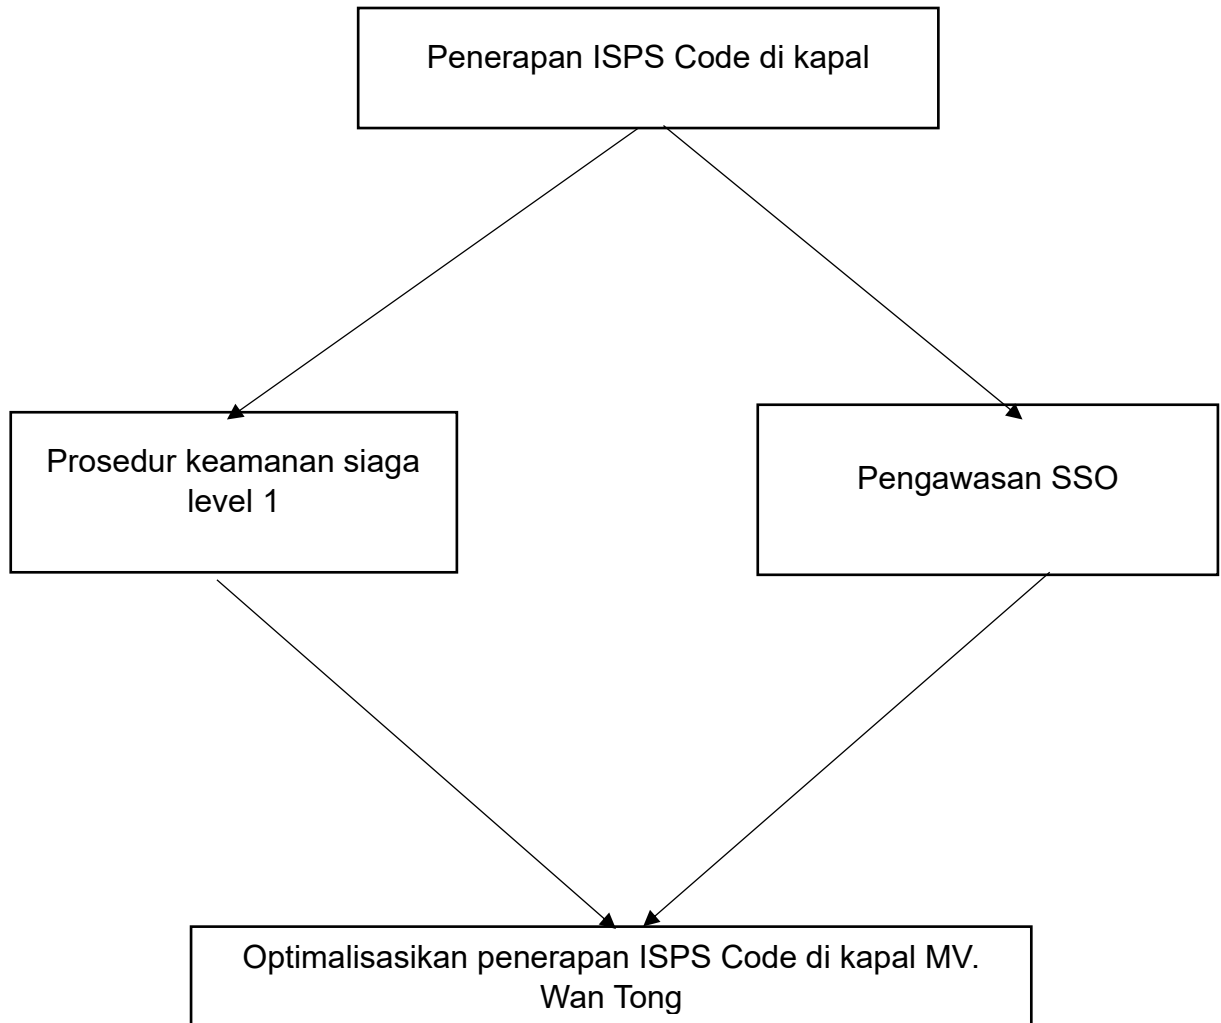 Penerapan ISPS Code di kapal
Prosedur keamanan siaga
level 1
Pengawasan SSO
Optimalisasikan penerapan ISPS Code di kapal MV.
Wan Tong